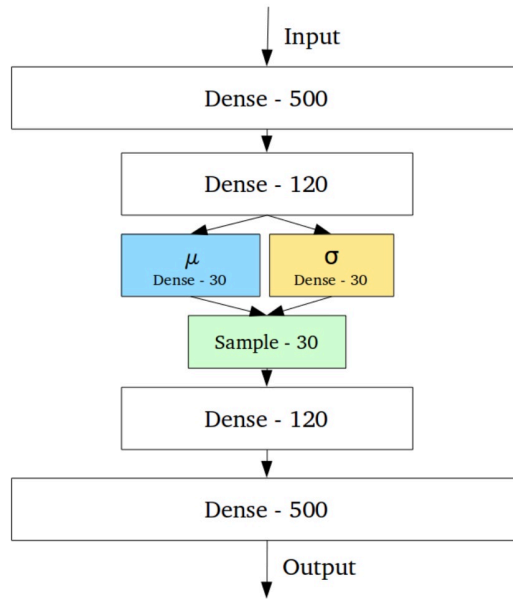 Input
Dense - 500
Dense - 120
μ
Dense - 30
σ
Dense - 30
Sample - 30
Dense - 120
Dense - 500
Output